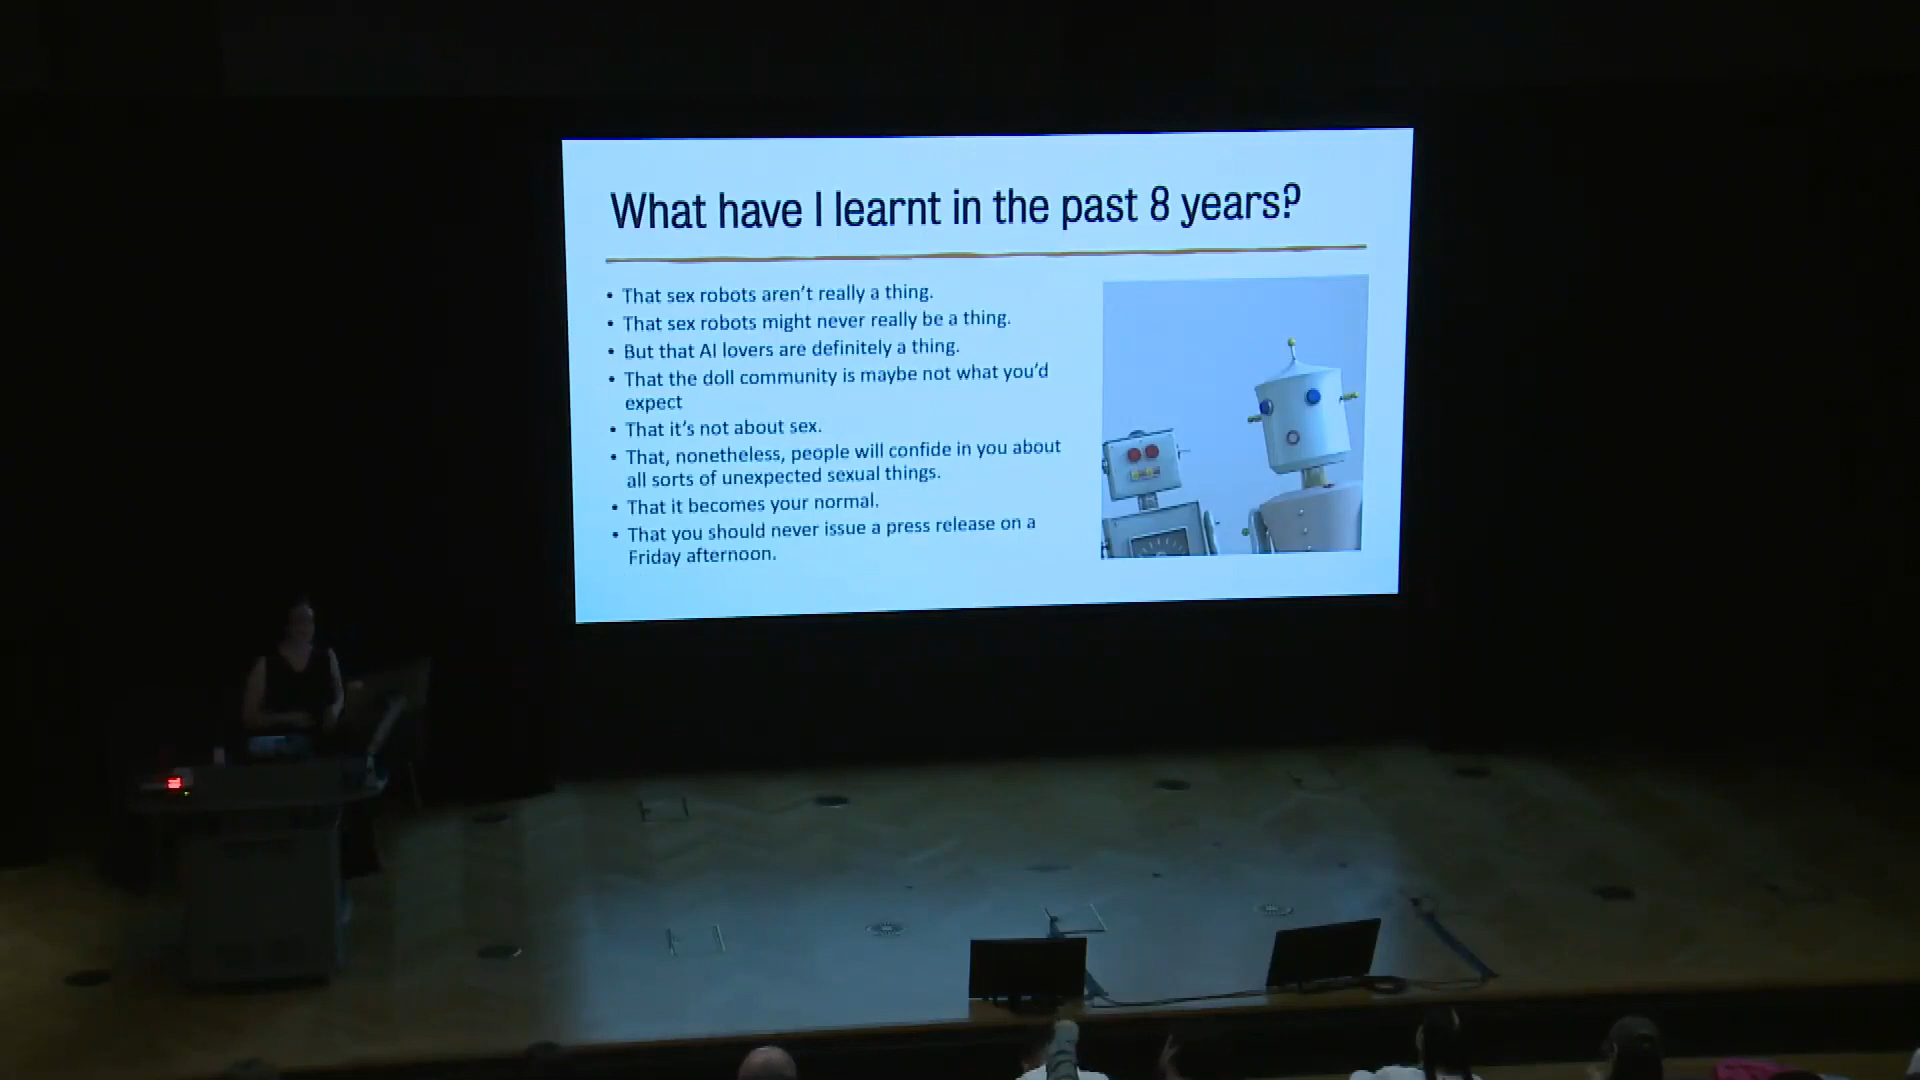 What have I learnt in the past 8 years?
• That sex robots aren't really a thing.
• That sex robots might never really be a thing.
• But that AI lovers are definitely a thing.
• That the doll community is maybe not what you'd
expect
• That it's not about sex.
• That, nonetheless, people will confide in you about
all sorts of unexpected sexual things.
• That it becomes your normal.
• That you should never issue a press release on a
Friday afternoon.